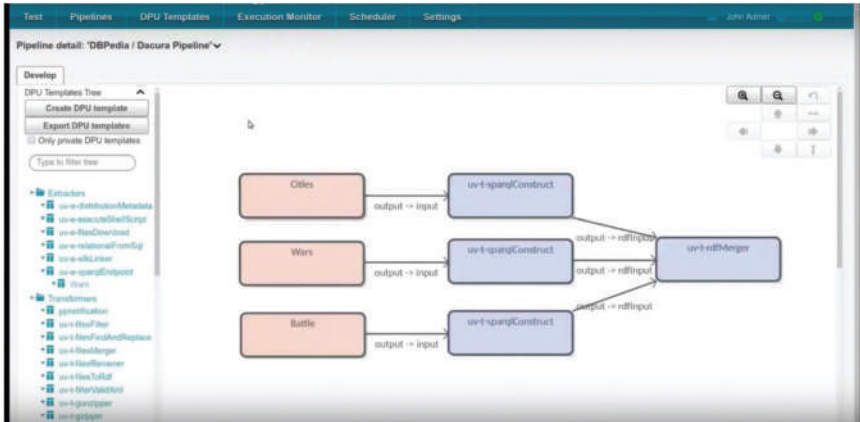 Test Pipelines DPU Templates Execution Monitor Scheduler Settings John Admer
Pipeline detail: 'DBPedia / Dacura Pipeline'
Develop
DPU Templates Tree
Create DPU template
Export DPU templates
Only private DPU templates
Type to filter tree
Extractors
uv-e-distributionMetadata
uv-e-executeShellScript
uv-e-filesDownload
uv-e-relationalFromSql
uv-e-silkLinker
uv-e-sparqlEndpoint
Wars
Transformers
uv-t-filesFilter
uv-t-filesFindAndReplace
uv-t-filesMerger
uv-t-filesRenamer
uv-t-filesToRdf
uv-t-filterValidXml
uv-t-gunzipper
uv-t-gzipper
Cities
output -> input
uv-t-sparqlConstruct
output -> rdfInput
Wars
output -> input
uv-t-sparqlConstruct
output -> rdfInput
uv-t-rdfMerger
Battle
output -> input
uv-t-sparqlConstruct
output -> rdfInput